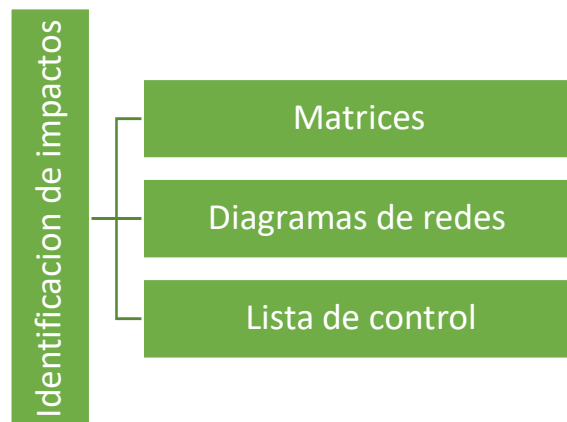 Identificacion de impactos
Matrices
Diagramas de redes
Lista de control